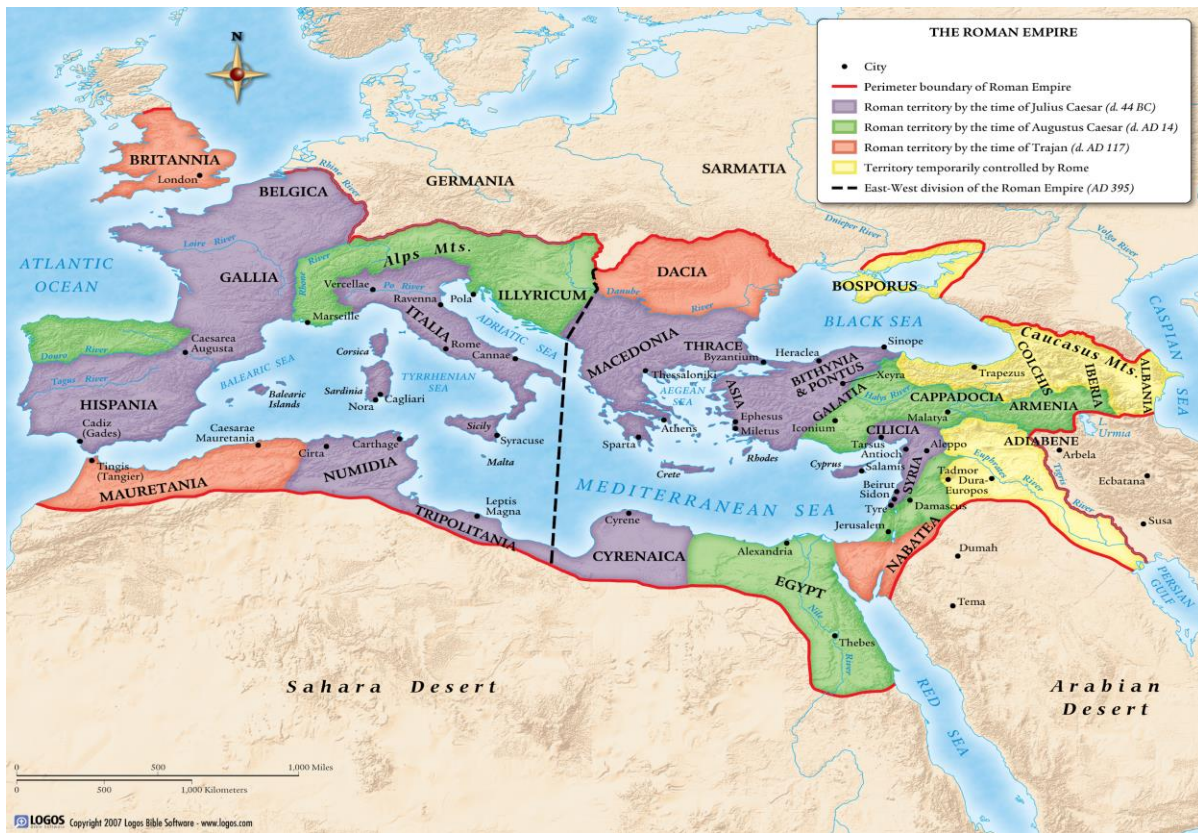 THE ROMAN EMPIRE
City
Perimeter boundary of Roman Empire
Roman territory by the time of Julius Caesar (d. 44 BC)
Roman territory by the time of Augustus Caesar (d. AD 14)
Roman territory by the time of Trajan (d. AD 117)
Territory temporarily controlled by Rome
East-West division of the Roman Empire (AD 395)
N
BRITANNIA
London
BELGICA
Rhine River
GERMANIA
SARMATIA
Dnieper River
Volga River
ATLANTIC
OCEAN
Loire River
GALLIA
Rhone
River
Alps Mts.
Vercellae
Po River
Ravenna
Pola
ILLYRICUM
DACIA
Danube
River
BOSPORUS
BLACK SEA
CASPIAN
SEA
Marseille
Caesarea
Augusta
Douro
River
Tagus River
HISPANIA
Cadiz
(Gades)
BALEARIC SEA
Balearic
Islands
Corsica
Sardinia
Nora
Cagliari
ITALIA
Rome
Cannae
ADRIATIC SEA
TYRRHENIAN
SEA
Sicily
Syracuse
Malta
MACEDONIA
THRACE
Byzantium
Thessaloniki
AEGEAN
SEA
Athens
Sparta
Crete
Rhodes
ASIA
Ephesus
Miletus
Heraclea
Sinope
BITHYNIA
& PONTUS
Xeyra
GALATIA
Halys River
Iconium
Trapezus
Caucasus Mts.
COLCHIS
IBERIA
ALBANIA
CAPPADOCIA
Malatya
ARMENIA
L.
Urmia
CILICIA
Tarsus
Antioch
Aleppo
Cyprus
Salamis
SYRIA
ADIABENE
Arbela
Ecbatana
Susa
Tadmor
Dura-
Europos
Euphrates
River
Tigris
River
Beirut
Sidon
Tyre
Damascus
Jerusalem
NABATEA
Dumah
Tema
PERSIAN
GULF
Tingis
(Tangier)
MAURETANIA
Caesarae
Mauretania
Cirta
Carthage
NUMIDIA
Leptis
Magna
TRIPOLITANIA
MEDITERRANEAN SEA
Cyrene
CYRENAICA
Alexandria
EGYPT
Nile
River
Thebes
RED
SEA
Sahara Desert
Arabian
Desert
0 500 1,000 Miles
0 500 1,000 Kilometers
LOGOS
Copyright 2007 Logos Bible Software - www.logos.com